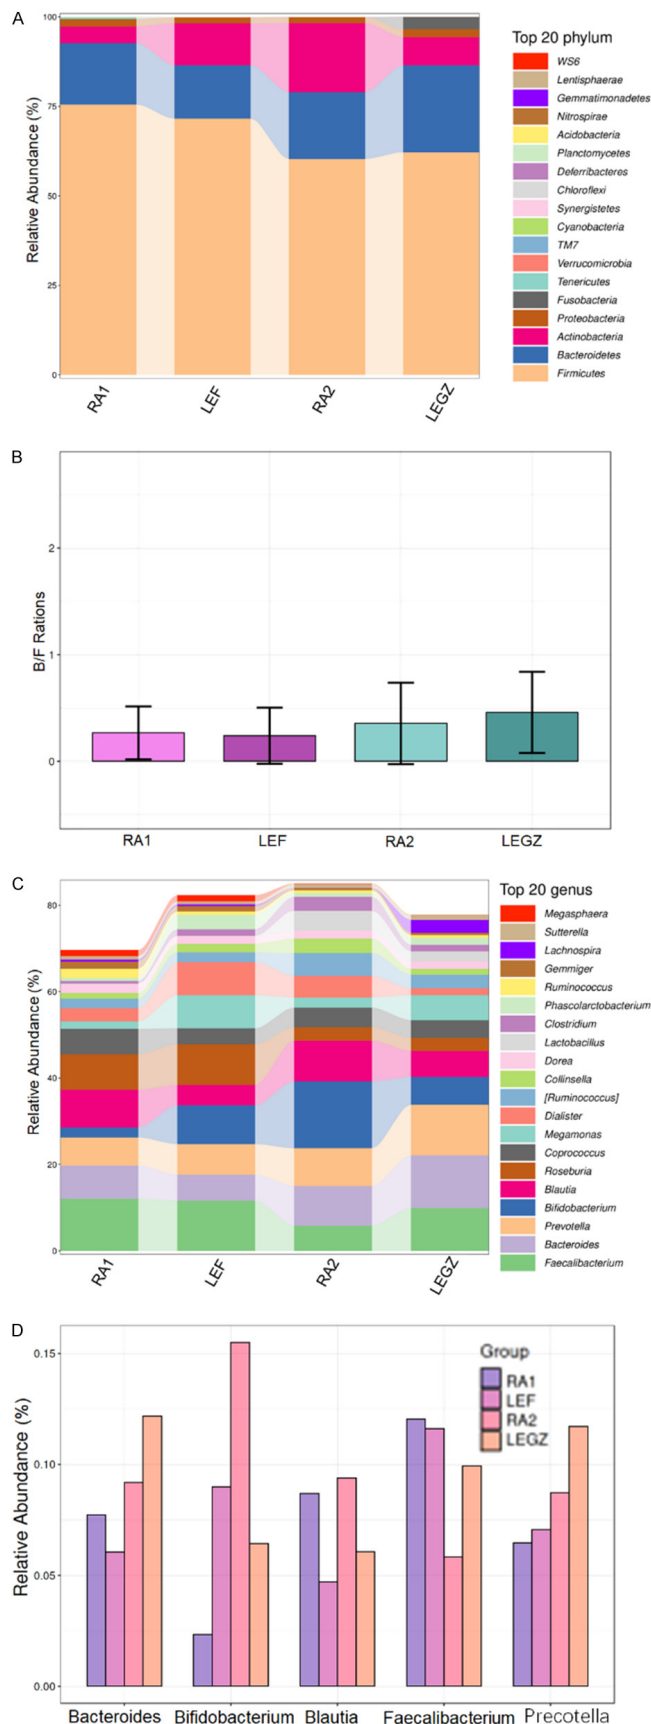 A
Top 20 phylum
WS6
Lentisphaerae
Gemmatimonadetes
Nitrospirae
Acidobacteria
Planctomycetes
Deferribacteres
Chloroflexi
Synergistetes
Cyanobacteria
TM7
Verrucomicrobia
Tenericutes
Fusobacteria
Proteobacteria
Actinobacteria
Bacteroidetes
Firmicutes
Relative Abundance (%)
100
75
50
25
0
RA1 LEF RA2 LEGZ
B
B/F Rations
2
1
0
RA1 LEF RA2 LEGZ
C
Top 20 genus
Megasphaera
Sutterella
Lachnospira
Gemmiger
Ruminococcus
Phascolarctobacterium
Clostridium
Lactobacillus
Dorea
Collinsella
[Ruminococcus]
Dialister
Megamonas
Coprococcus
Roseburia
Blautia
Bifidobacterium
Prevotella
Bacteroides
Faecalibacterium
Relative Abundance (%)
80
60
40
20
0
RA1 LEF RA2 LEGZ
D
Group
RA1
LEF
RA2
LEGZ
Relative Abundance (%)
0.15
0.10
0.05
0.00
Bacteroides Bifidobacterium Blautia Faecalibacterium Precotella